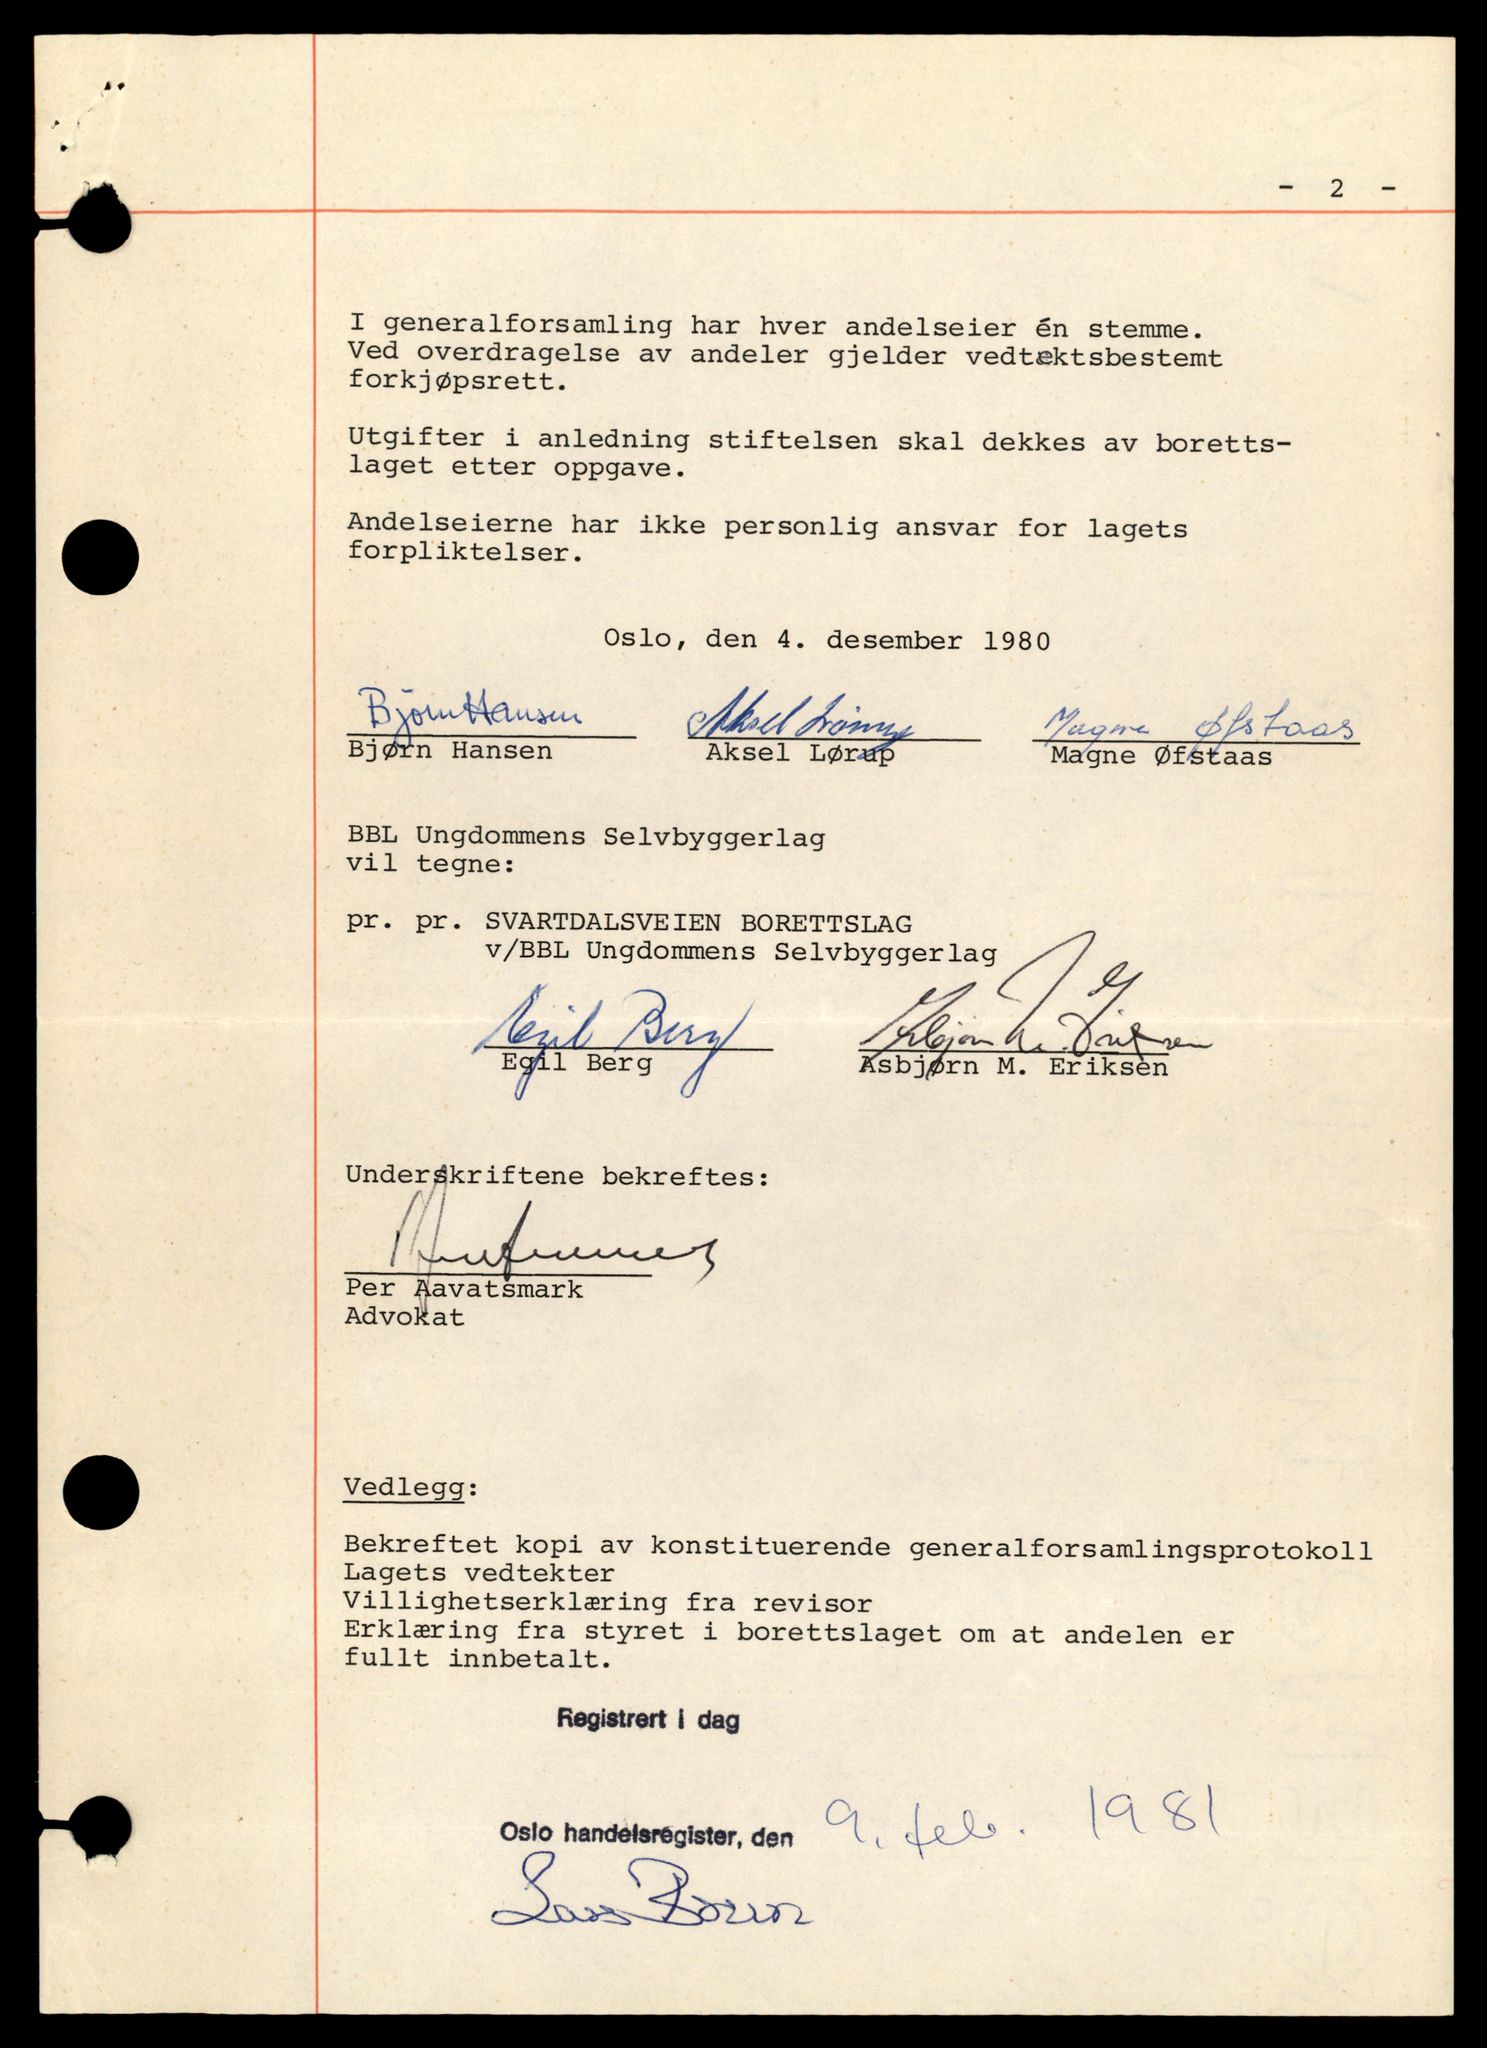 - 2 -
I generalforsamling har hver andelseier én stemme.
Ved overdragelse av andeler gjelder vedtektsbestemt
forkjøpsrett.
Utgifter i anledning stiftelsen skal dekkes av boretts-
laget etter oppgave.
Andelseierne har ikke personlig ansvar for lagets
forpliktelser.
Oslo, den 4. desember 1980
Bjørn Hansen Aksel Magne Øfstaas
Bjørn Hansen Aksel Lørup Magne Øfstaas
BBL Ungdommens Selvbyggerlag
vil tegne:
pr. pr. SVARTDALSVEIEN BORETTSLAG
v/BBL Ungdommens Selvbyggerlag
Egil Berg Asbjørn M. Eriksen
Egil Berg Asbjørn M. Eriksen
Underskriftene bekreftes:
Per Aavatsmark
Advokat
Vedlegg:
Bekreftet kopi av konstituerende generalforsamlingsprotokoll
Lagets vedtekter
Villighetserklæring fra revisor
Erklæring fra styret i borettslaget om at andelen er
fullt innbetalt.
Registrert i dag
Oslo handelsregister, den 9. feb. 1981